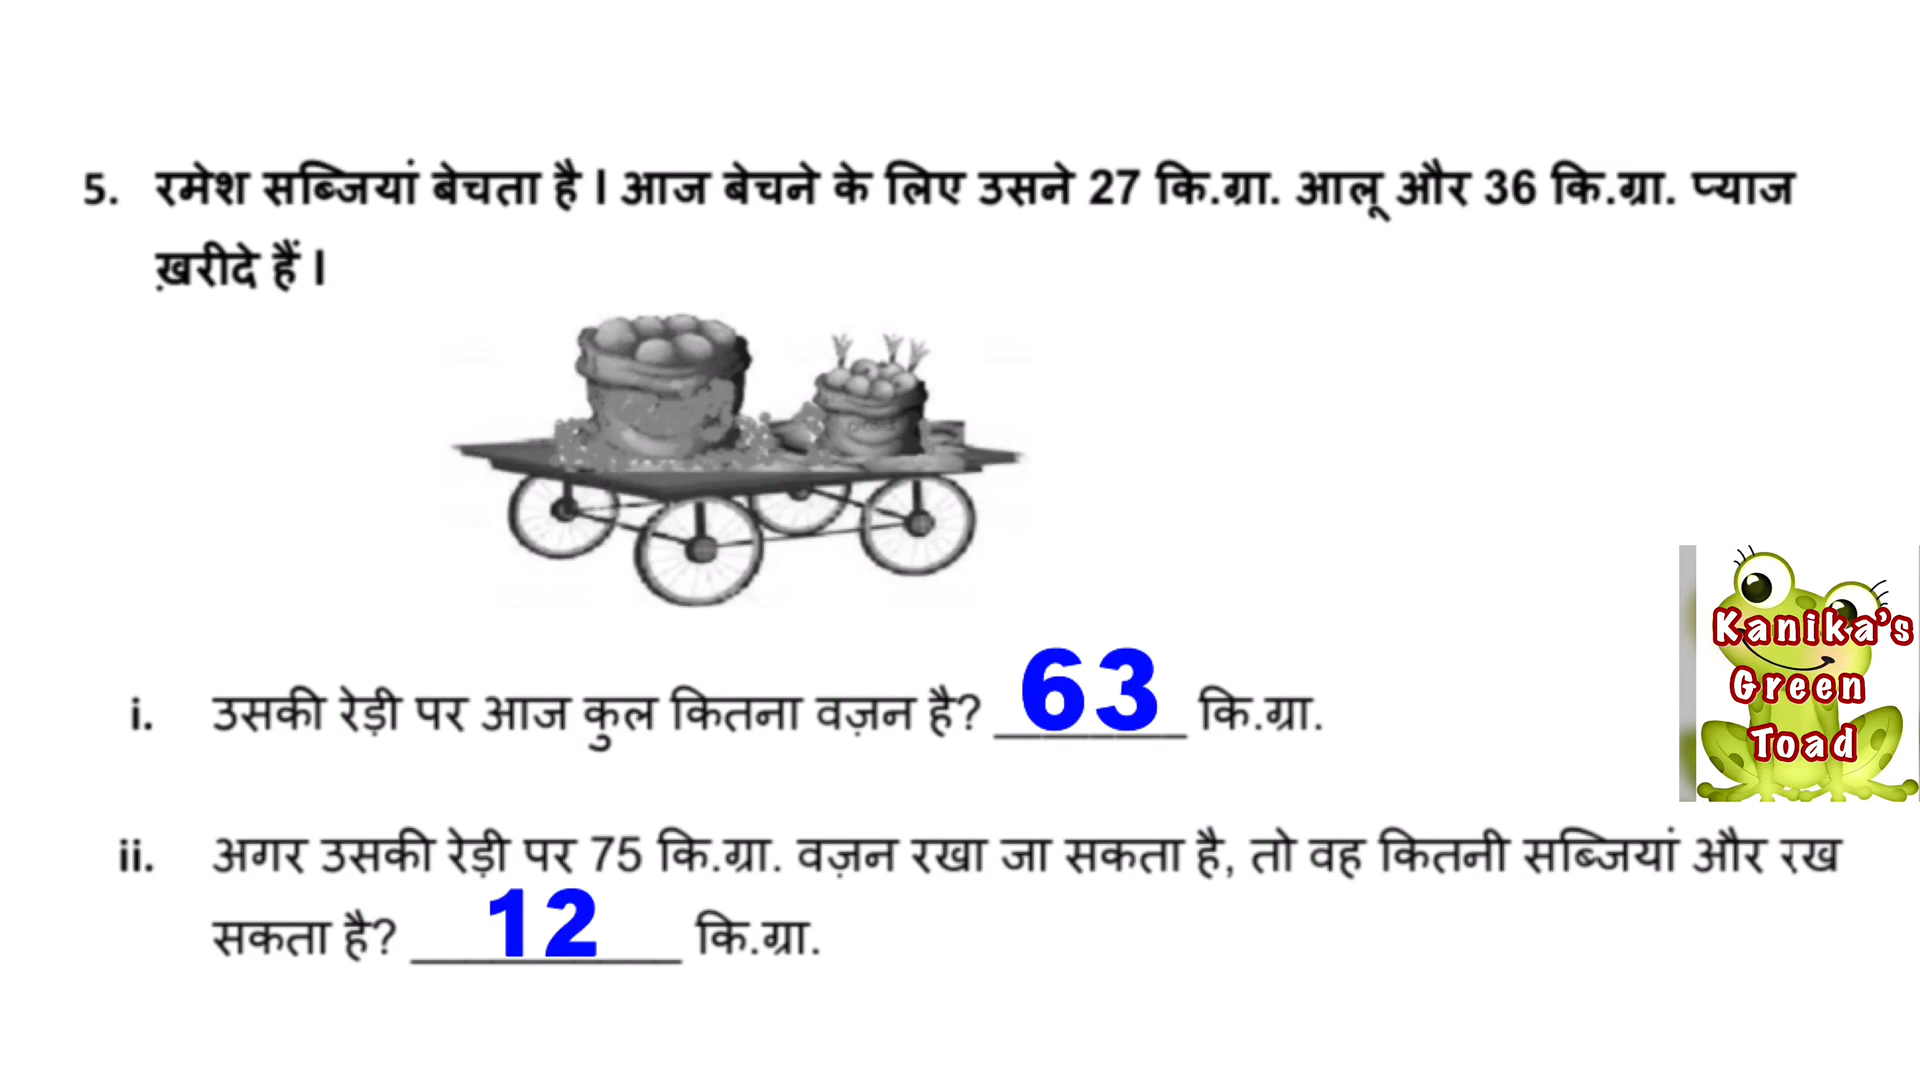 5. रमेश सब्जियां बेचता है । आज बेचने के लिए उसने 27 कि.ग्रा. आलू और 36 कि.ग्रा. प्याज
ख़रीदे हैं ।
i. उसकी रेड़ी पर आज कुल कितना वज़न है? 63 कि.ग्रा.
ii. अगर उसकी रेड़ी पर 75 कि.ग्रा. वज़न रखा जा सकता है, तो वह कितनी सब्जियां और रख
सकता है? 12 कि.ग्रा.
Kanika's
Green
Toad